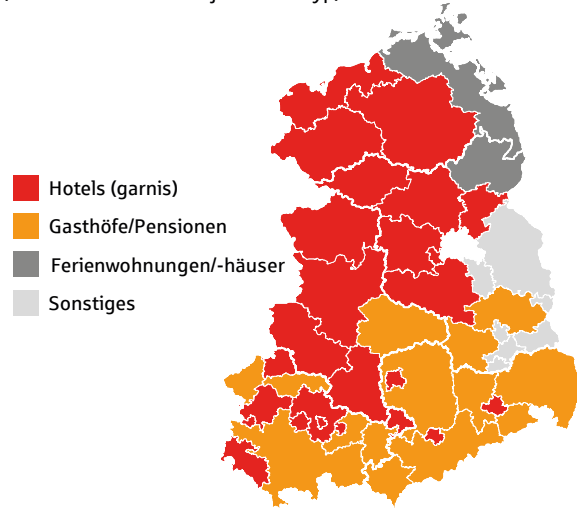 Hotels (garnis)
Gasthöfe/Pensionen
Ferienwohnungen/-häuser
Sonstiges